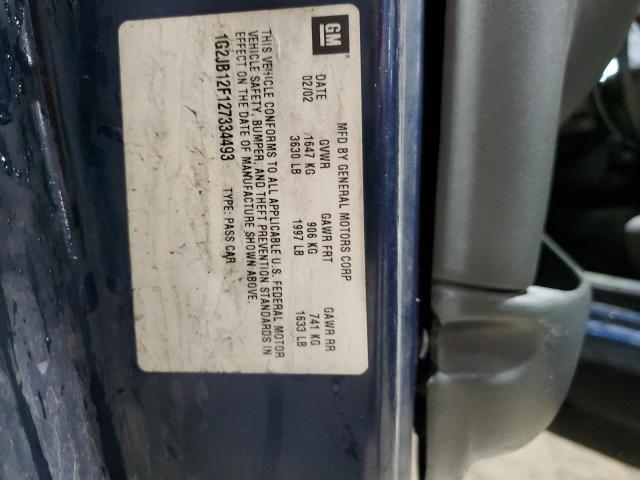 GM
MFD BY GENERAL MOTORS CORP
DATE GVWR GAWR FRT GAWR RR
02/02 1647 KG 906 KG 741 KG
3630 LB 1997 LB 1633 LB
THIS VEHICLE CONFORMS TO ALL APPLICABLE U.S. FEDERAL MOTOR
VEHICLE SAFETY, BUMPER, AND THEFT PREVENTION STANDARDS IN
EFFECT ON THE DATE OF MANUFACTURE SHOWN ABOVE.
1G2JB12F127334493 TYPE: PASS CAR